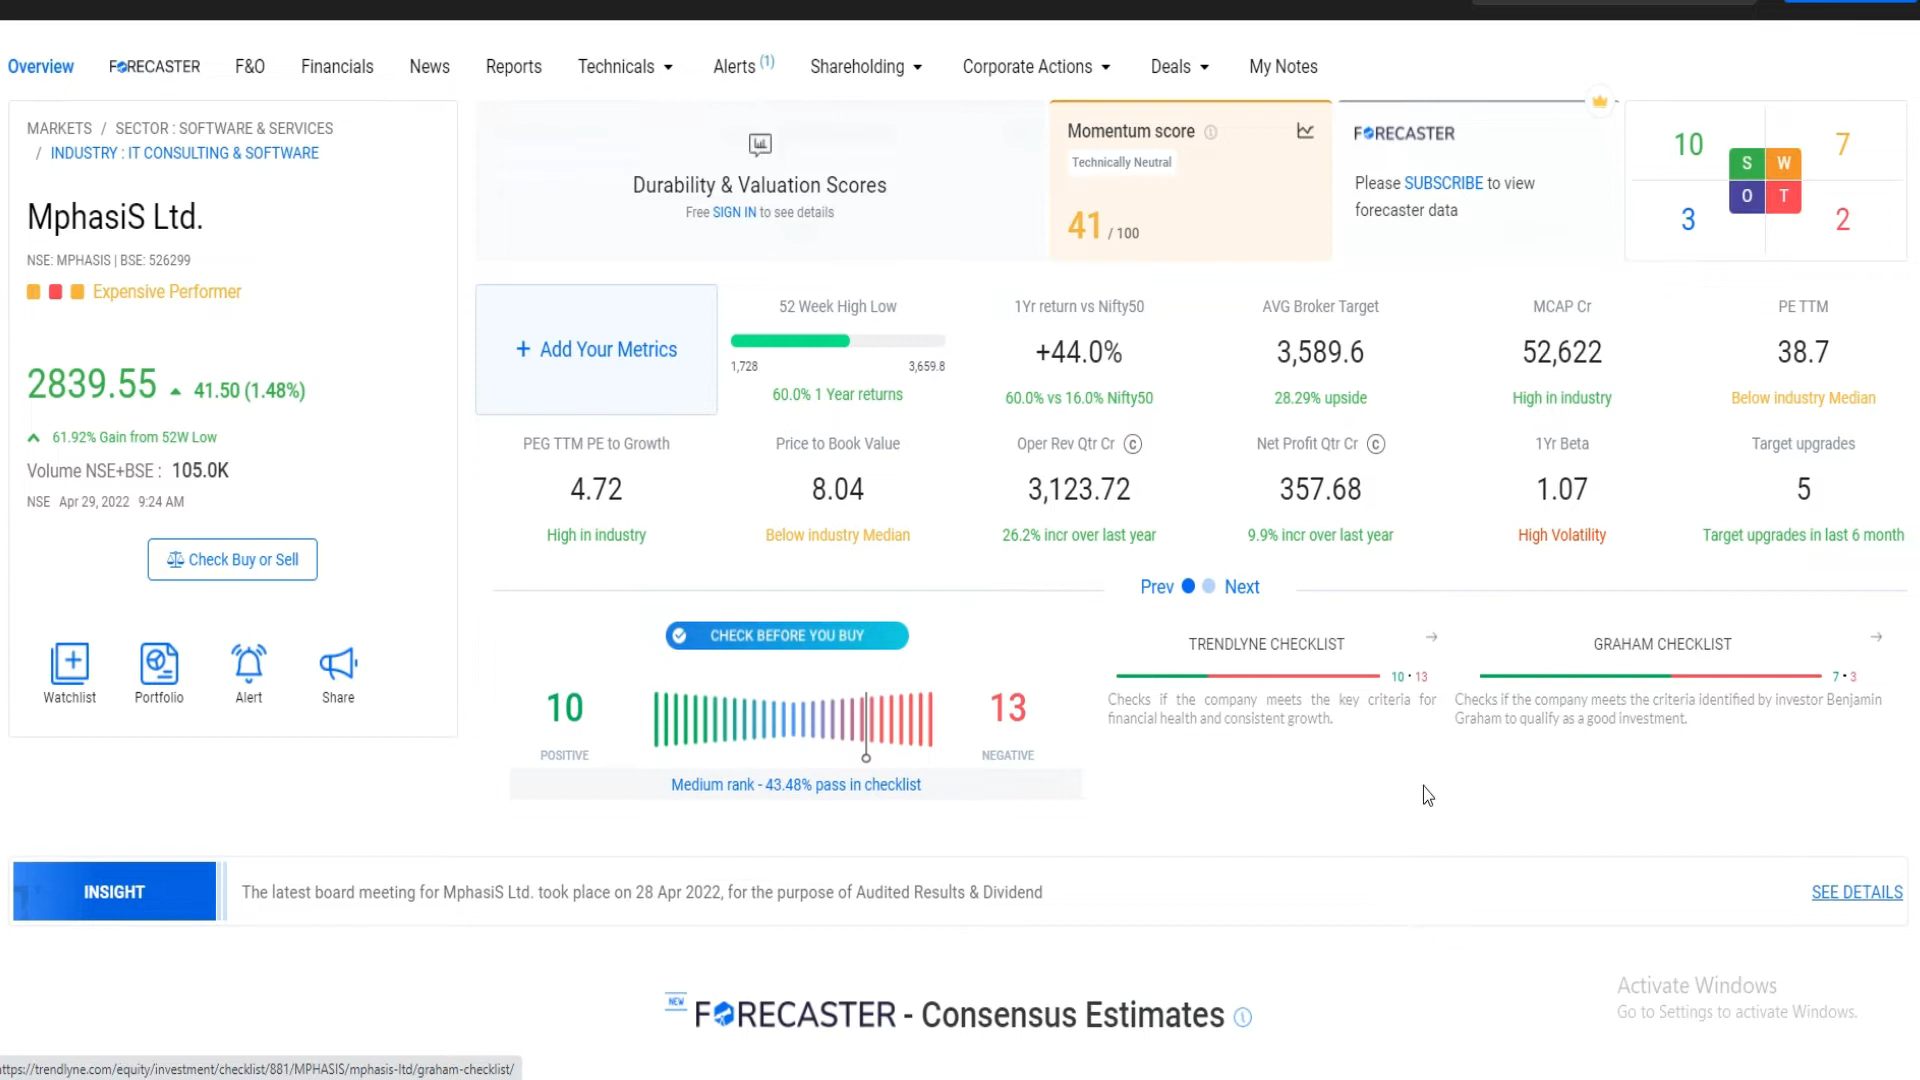 Overview FORECASTER F&O Financials News Reports Technicals Alerts (1) Shareholding Corporate Actions Deals My Notes
MARKETS / SECTOR : SOFTWARE & SERVICES
/ INDUSTRY : IT CONSULTING & SOFTWARE
MphasiS Ltd.
NSE: MPHASIS | BSE: 526299
Expensive Performer
2839.55 41.50 (1.48%)
61.92% Gain from 52W Low
Volume NSE+BSE : 105.0K
NSE Apr 29, 2022 9:24 AM
Check Buy or Sell
Watchlist Portfolio Alert Share
Durability & Valuation Scores
Free SIGN IN to see details
Momentum score
Technically Neutral
41 / 100
FORECASTER
Please SUBSCRIBE to view
forecaster data
10 7
S W
O T
3 2
+ Add Your Metrics
52 Week High Low
1,728 3,659.8
60.0% 1 Year returns
1Yr return vs Nifty50
+44.0%
60.0% vs 16.0% Nifty50
AVG Broker Target
3,589.6
28.29% upside
MCAP Cr
52,622
High in industry
PE TTM
38.7
Below industry Median
PEG TTM PE to Growth
4.72
High in industry
Price to Book Value
8.04
Below industry Median
Oper Rev Qtr Cr C
3,123.72
26.2% incr over last year
Net Profit Qtr Cr C
357.68
9.9% incr over last year
1Yr Beta
1.07
High Volatility
Target upgrades
5
Target upgrades in last 6 month
Prev Next
CHECK BEFORE YOU BUY
10 13
POSITIVE NEGATIVE
Medium rank - 43.48% pass in checklist
TRENDLYNE CHECKLIST
10 · 13
Checks if the company meets the key criteria for
financial health and consistent growth.
GRAHAM CHECKLIST
7 · 3
Checks if the company meets the criteria identified by investor Benjamin
Graham to qualify as a good investment.
INSIGHT
The latest board meeting for MphasiS Ltd. took place on 28 Apr 2022, for the purpose of Audited Results & Dividend
SEE DETAILS
NEW FORECASTER - Consensus Estimates
Activate Windows
Go to Settings to activate Windows.
ttps://trendlyne.com/equity/investment/checklist/881/MPHASIS/mphasis-ltd/graham-checklist/